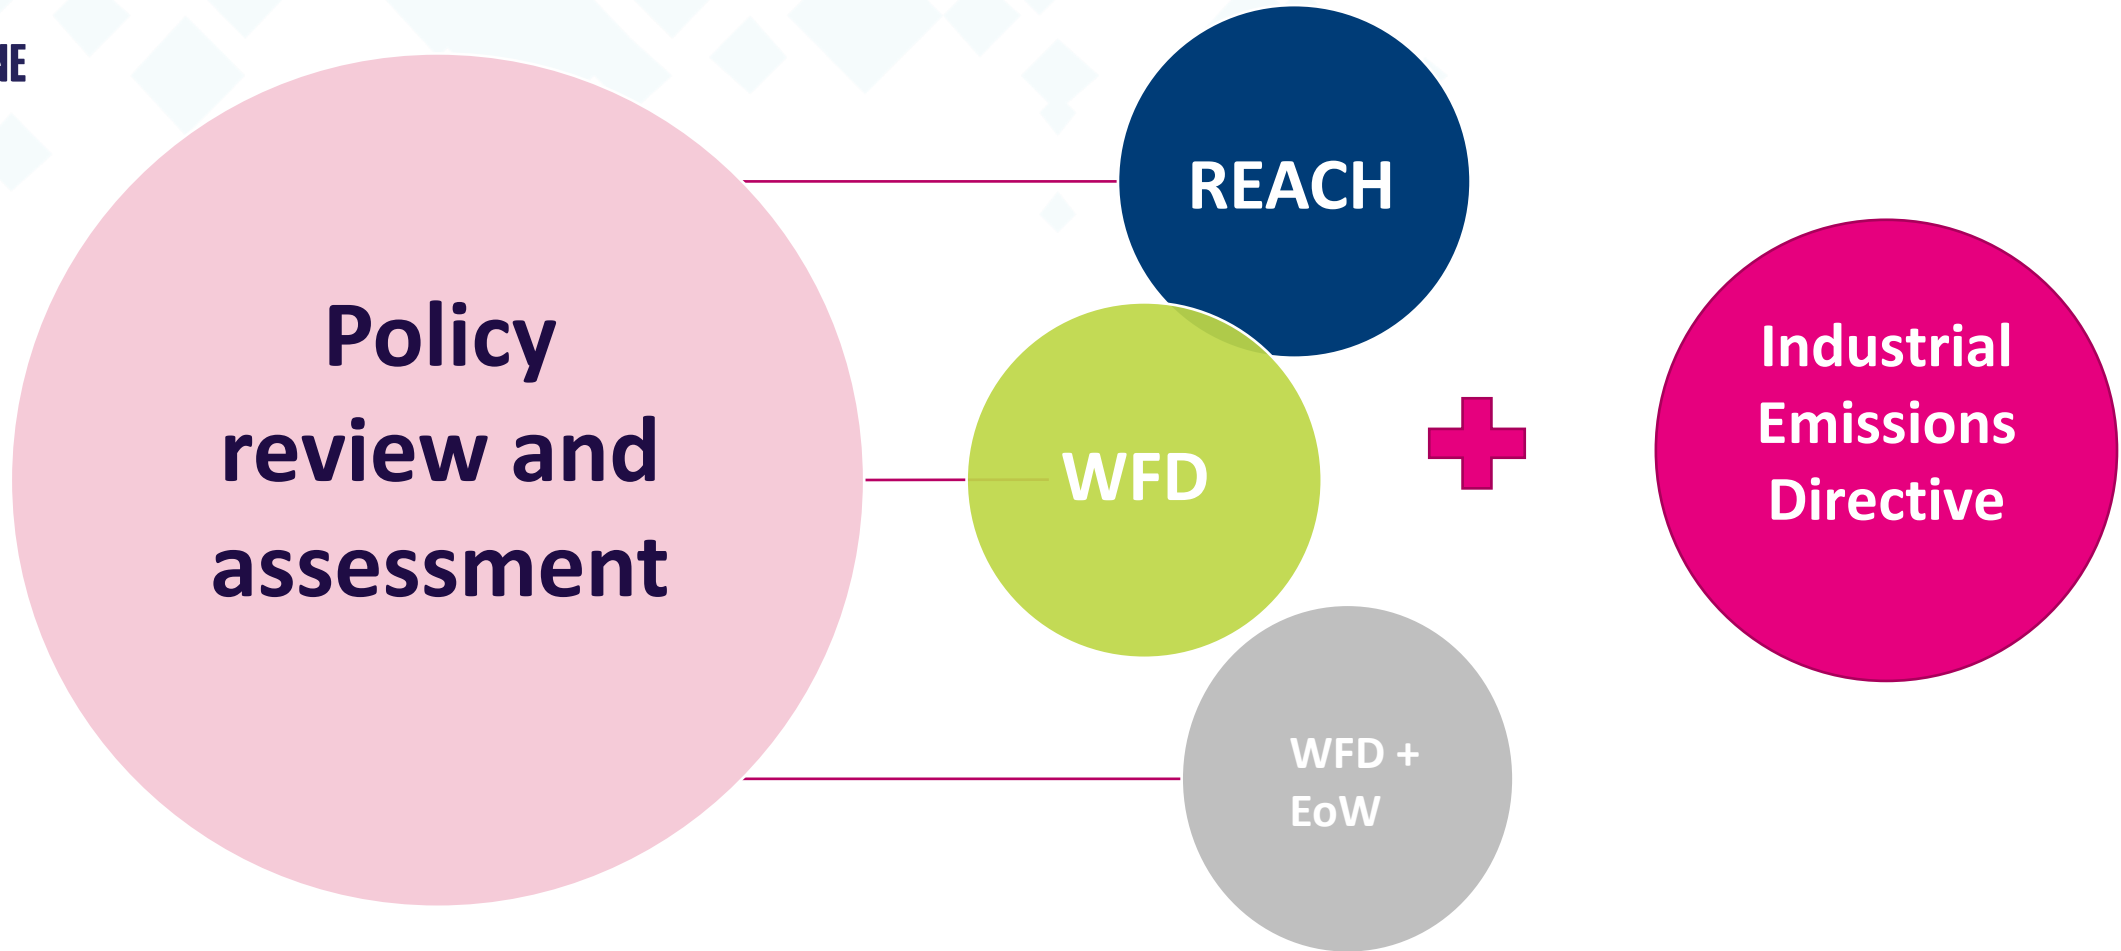 Policy
review and
assessment
REACH
WFD
WFD +
EoW
Industrial
Emissions
Directive